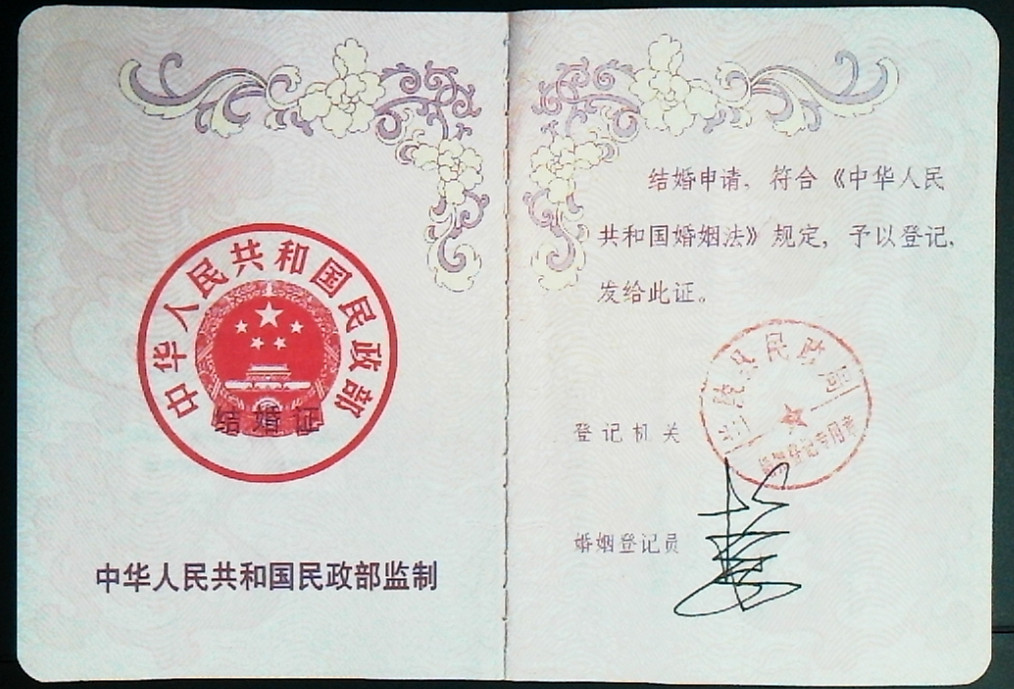 中华人民共和国民政部
结婚证
中华人民共和国民政部监制
结婚申请，符合《中华人民
共和国婚姻法》规定，予以登记，
发给此证。
县民政局
婚姻登记专用章
登记机关
婚姻登记员